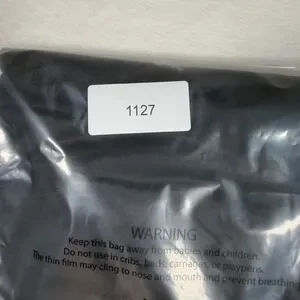 1127
WARNING
Keep this bag away from babies and children.
Do not use in cribs, beds, carriages, or playpens.
The thin film may cling to nose and mouth and prevent breathing